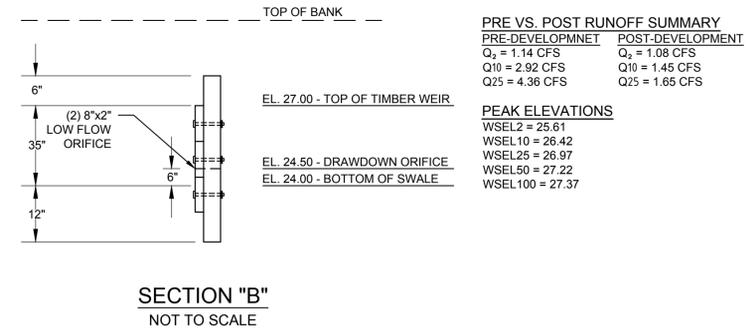 TOP OF BANK
6"
(2) 8"x2"
LOW FLOW
ORIFICE
35"
6"
12"
EL. 27.00 - TOP OF TIMBER WEIR
EL. 24.50 - DRAWDOWN ORIFICE
EL. 24.00 - BOTTOM OF SWALE
SECTION "B"
NOT TO SCALE
PRE VS. POST RUNOFF SUMMARY
PRE-DEVELOPMNET POST-DEVELOPMENT
Q₂ = 1.14 CFS Q₂ = 1.08 CFS
Q10 = 2.92 CFS Q10 = 1.45 CFS
Q25 = 4.36 CFS Q25 = 1.65 CFS
PEAK ELEVATIONS
WSEL2 = 25.61
WSEL10 = 26.42
WSEL25 = 26.97
WSEL50 = 27.22
WSEL100 = 27.37